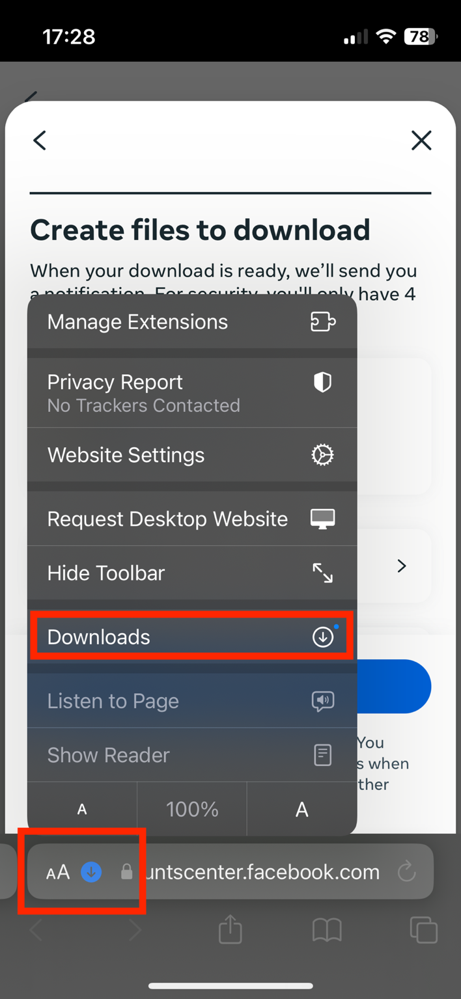 17:28
78
Create files to download
When your download is ready, we’ll send you
a notification. For security, you'll only have 4
Manage Extensions
Privacy Report
No Trackers Contacted
Website Settings
Request Desktop Website
Hide Toolbar
Downloads
Listen to Page
You
s when
Show Reader
ther
A 100% A
AA untscenter.facebook.com